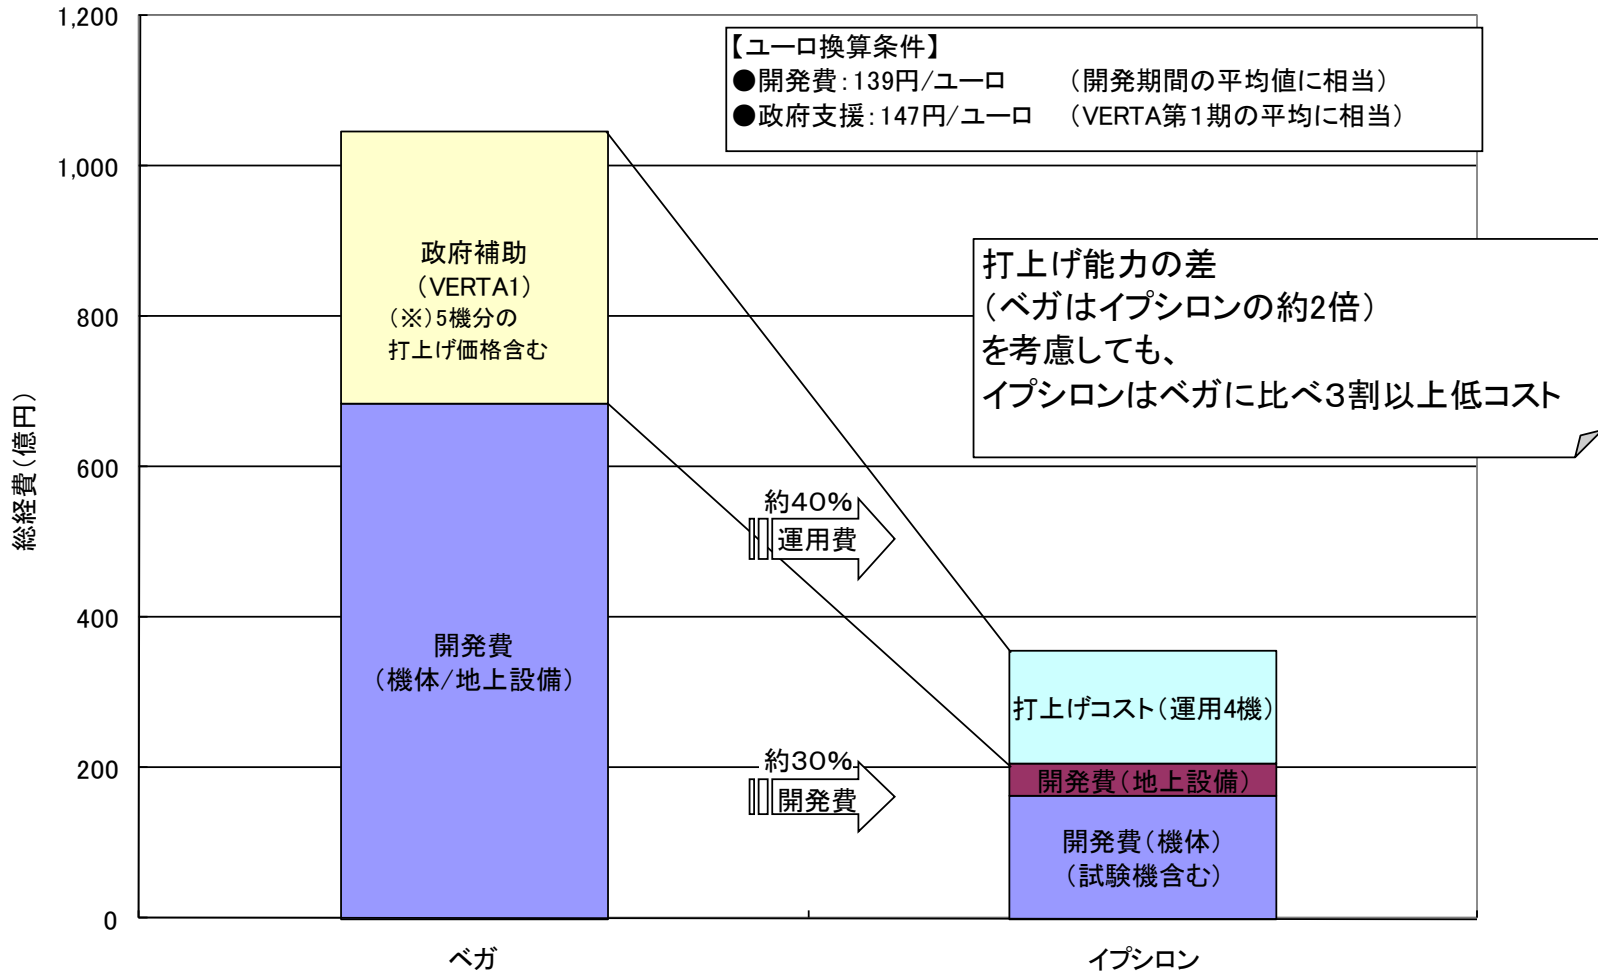 1,200
1,000
800
600
400
200
0
総経費(億円)
【ユーロ換算条件】
●開発費:139円/ユーロ (開発期間の平均値に相当)
●政府支援:147円/ユーロ (VERTA第1期の平均に相当)
政府補助
(VERTA1)
(※)5機分の
打上げ価格含む
開発費
(機体/地上設備)
打上げ能力の差
(ベガはイプシロンの約2倍)
を考慮しても、
イプシロンはベガに比べ3割以上低コスト
約40%
運用費
約30%
開発費
打上げコスト(運用4機)
開発費(地上設備)
開発費(機体)
(試験機含む)
ベガ
イプシロン